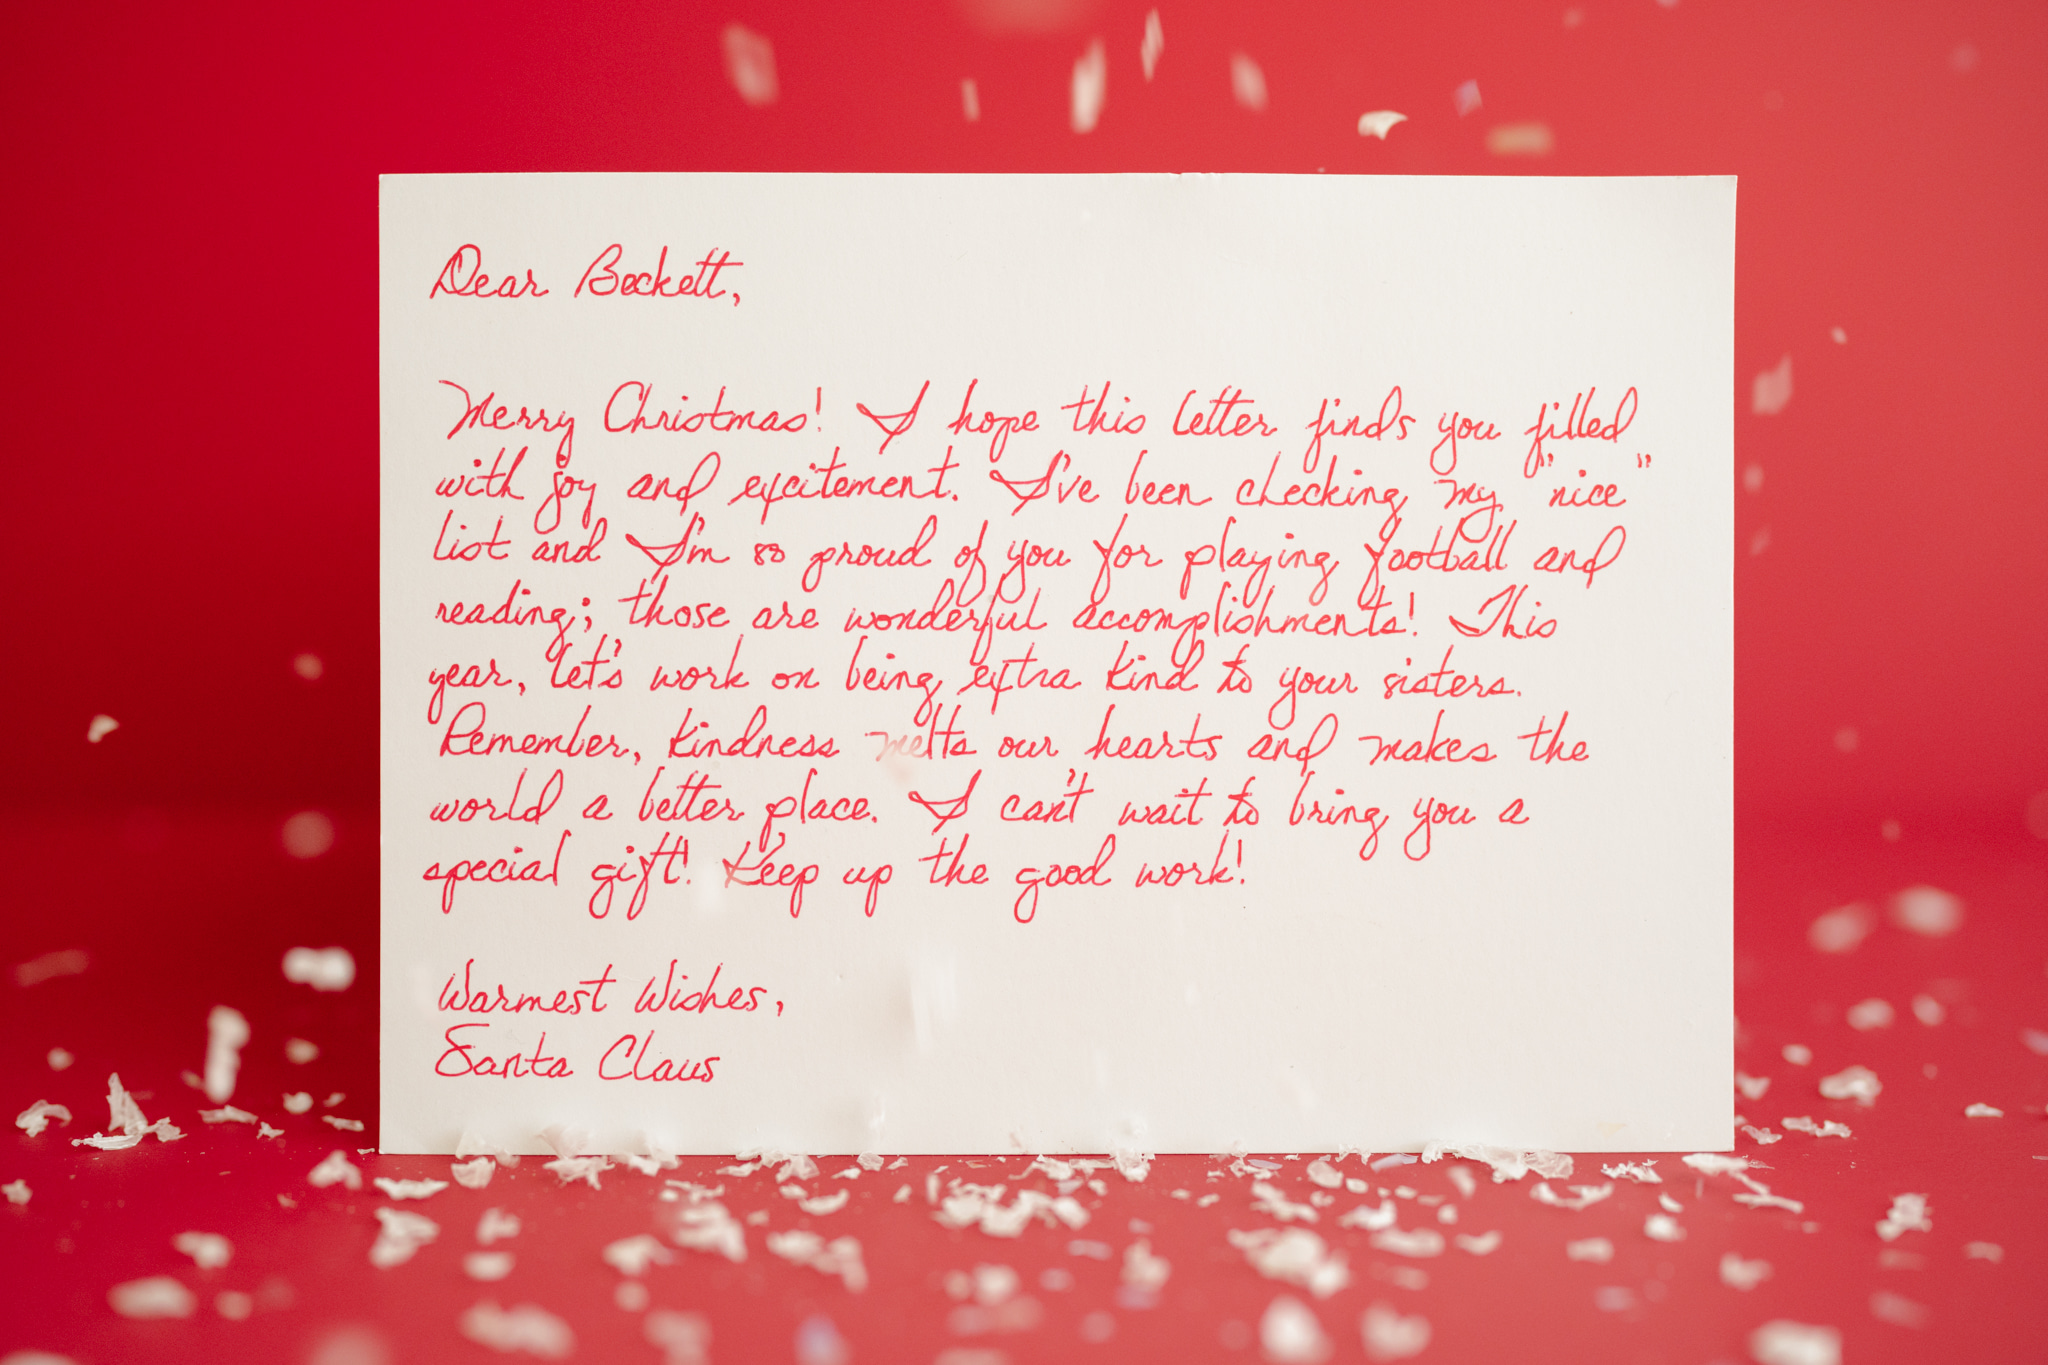 Dear Beckett,
Merry Christmas! I hope this letter finds you filled
with joy and excitement. I've been checking my "nice"
list and I'm so proud of you for playing football and
reading; those are wonderful accomplishments! This
year, let's work on being extra kind to your sisters.
Remember, kindness melts our hearts and makes the
world a better place. I can't wait to bring you a
special gift! Keep up the good work!
Warmest Wishes,
Santa Claus